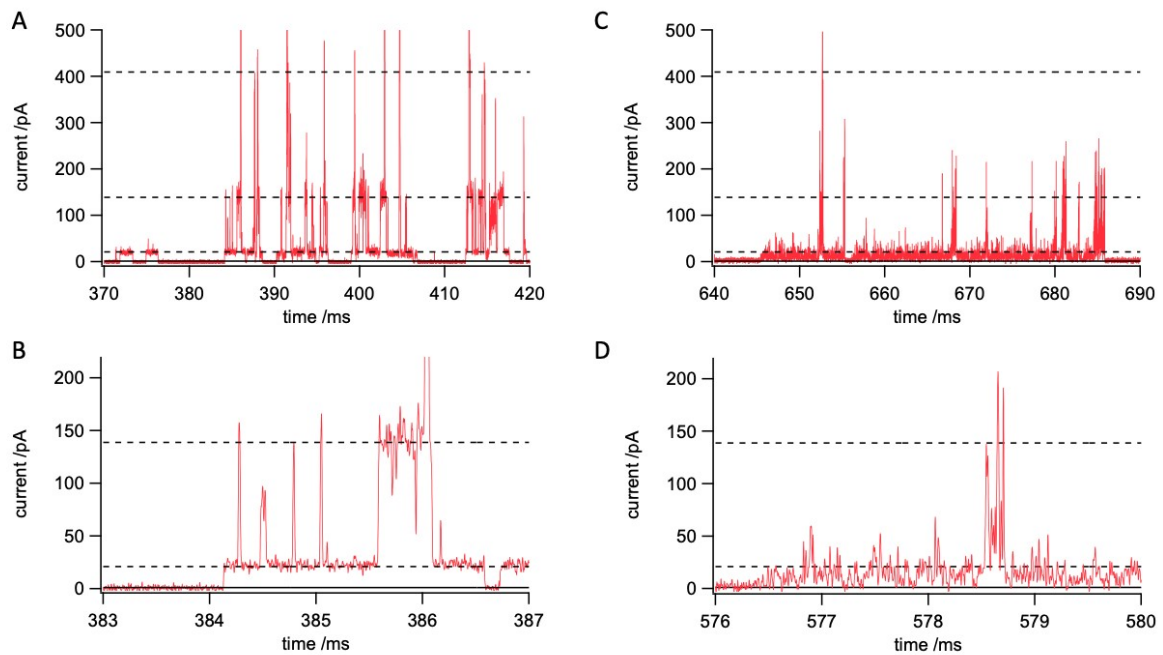 A
500
400
300
200
100
0
current /pA
370 380 390 400 410 420
time /ms
C
500
400
300
200
100
0
current /pA
640 650 660 670 680 690
time /ms
B
200
150
100
50
0
current /pA
383 384 385 386 387
time /ms
D
200
150
100
50
0
current /pA
576 577 578 579 580
time /ms